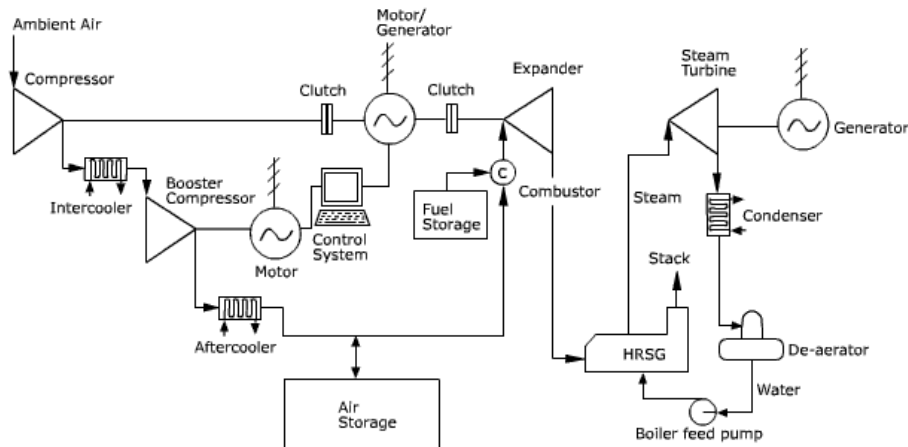 Ambient Air
Compressor
Motor/
Generator
Clutch
Clutch
Expander
Steam
Turbine
Generator
Intercooler
Booster
Compressor
Motor
Control
System
C
Fuel
Storage
Combustor
Steam
Condenser
Stack
Aftercooler
HRSG
De-aerator
Water
Air
Storage
Boiler feed pump